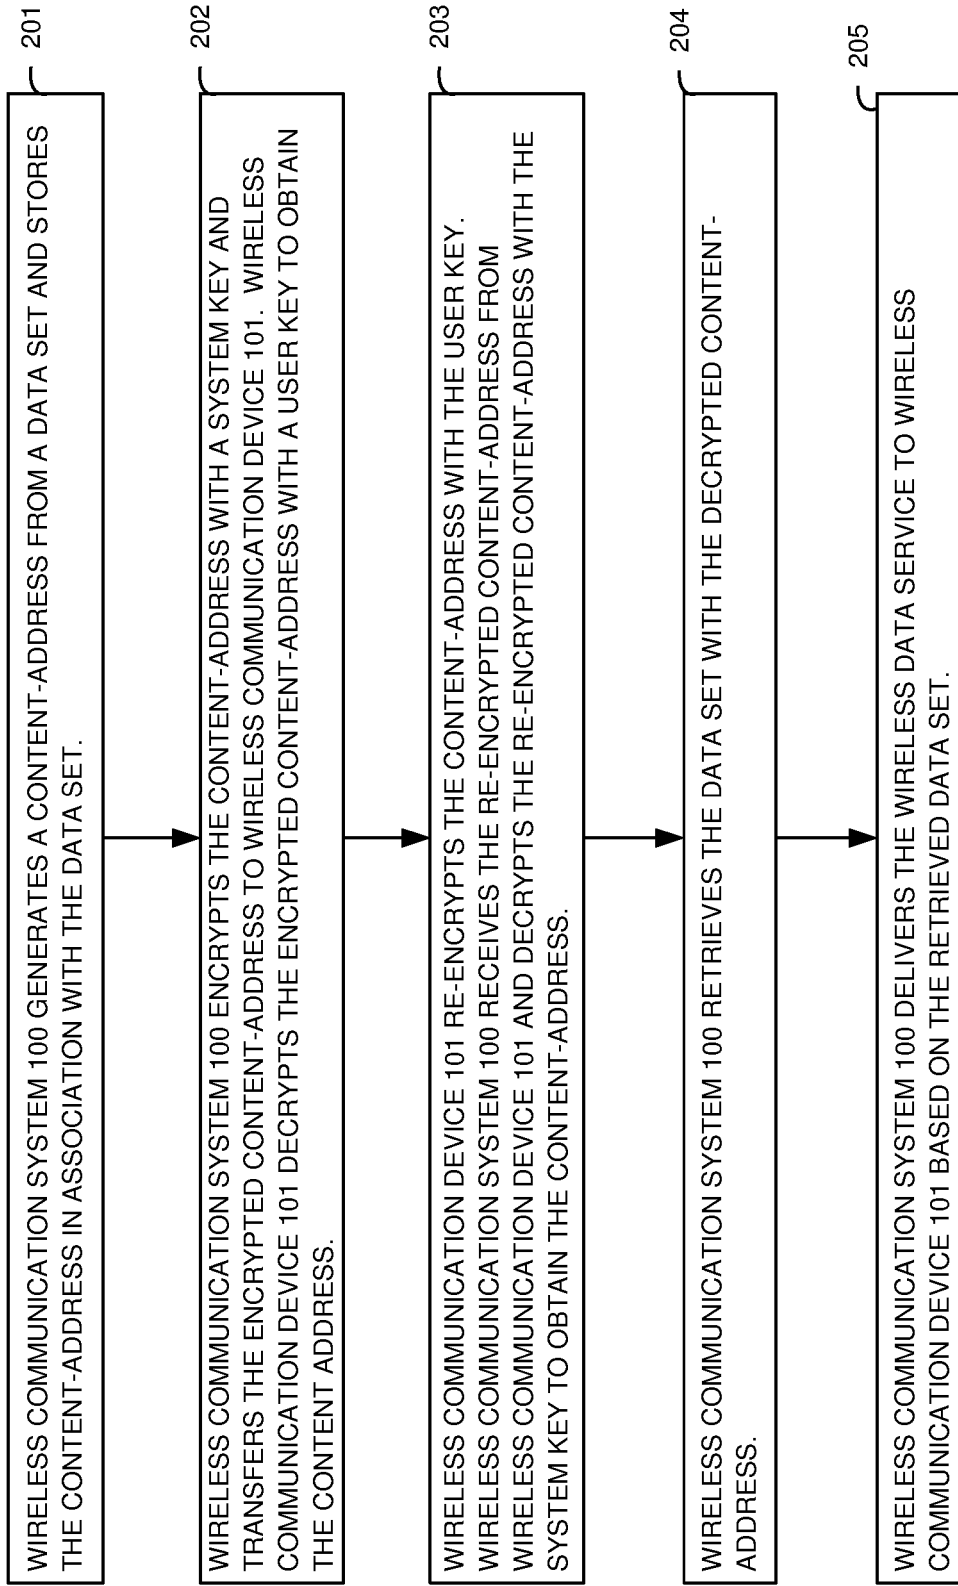 WIRELESS COMMUNICATION SYSTEM 100 GENERATES A CONTENT-ADDRESS FROM A DATA SET AND STORES
THE CONTENT-ADDRESS IN ASSOCIATION WITH THE DATA SET.
201
WIRELESS COMMUNICATION SYSTEM 100 ENCRYPTS THE CONTENT-ADDRESS WITH A SYSTEM KEY AND
TRANSFERS THE ENCRYPTED CONTENT-ADDRESS TO WIRELESS COMMUNICATION DEVICE 101. WIRELESS
COMMUNICATION DEVICE 101 DECRYPTS THE ENCRYPTED CONTENT-ADDRESS WITH A USER KEY TO OBTAIN
THE CONTENT ADDRESS.
202
WIRELESS COMMUNICATION DEVICE 101 RE-ENCRYPTS THE CONTENT-ADDRESS WITH THE USER KEY.
WIRELESS COMMUNICATION SYSTEM 100 RECEIVES THE RE-ENCRYPTED CONTENT-ADDRESS FROM
WIRELESS COMMUNICATION DEVICE 101 AND DECRYPTS THE RE-ENCRYPTED CONTENT-ADDRESS WITH THE
SYSTEM KEY TO OBTAIN THE CONTENT-ADDRESS.
203
WIRELESS COMMUNICATION SYSTEM 100 RETRIEVES THE DATA SET WITH THE DECRYPTED CONTENT-
ADDRESS.
204
WIRELESS COMMUNICATION SYSTEM 100 DELIVERS THE WIRELESS DATA SERVICE TO WIRELESS
COMMUNICATION DEVICE 101 BASED ON THE RETRIEVED DATA SET.
205